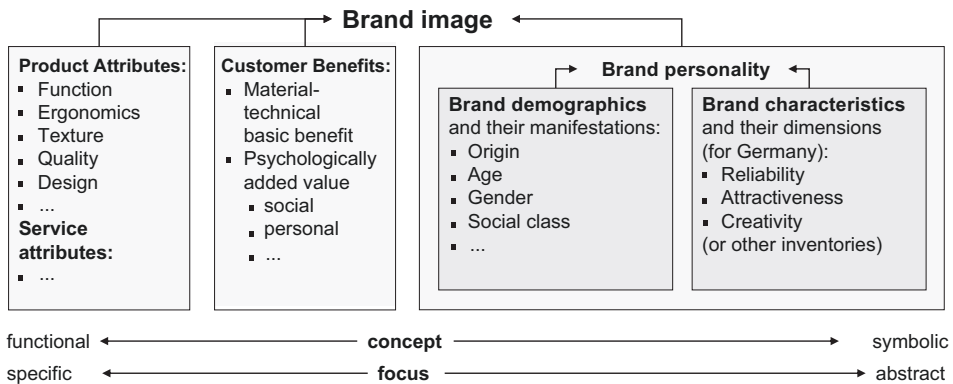 Brand image
Product Attributes:
▪ Function
▪ Ergonomics
▪ Texture
▪ Quality
▪ Design
▪ ...
Service
attributes:
▪ ...
Customer Benefits:
▪ Material-
technical
basic benefit
▪ Psychologically
added value
▪ social
▪ personal
▪ ...
Brand personality
Brand demographics
and their manifestations:
▪ Origin
▪ Age
▪ Gender
▪ Social class
▪ ...
Brand characteristics
and their dimensions
(for Germany):
▪ Reliability
▪ Attractiveness
▪ Creativity
(or other inventories)
functional concept symbolic
specific focus abstract